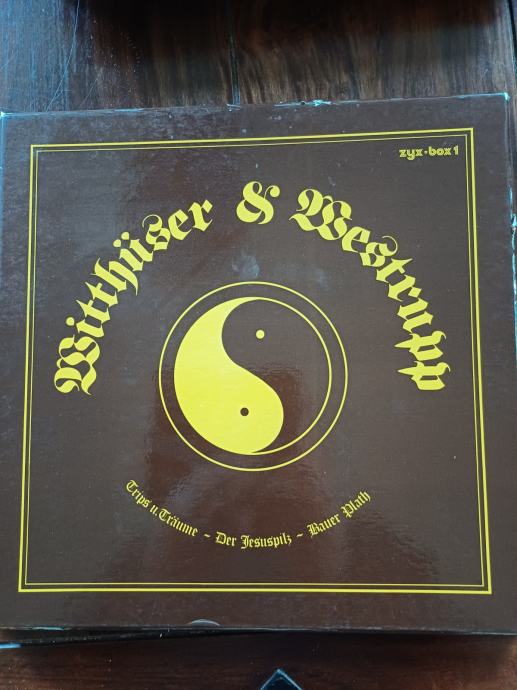 zyx-box 1
Witthüser & Westrupp
Trips u. Träume ~ Der Jesuspilz ~ Bauer Plath